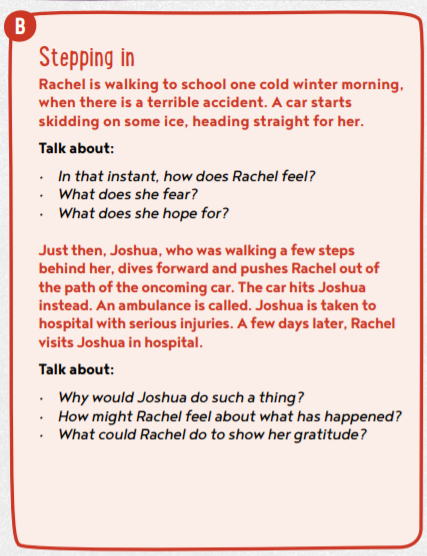 B
Stepping in
Rachel is walking to school one cold winter morning,
when there is a terrible accident. A car starts
skidding on some ice, heading straight for her.
Talk about:
· In that instant, how does Rachel feel?
· What does she fear?
· What does she hope for?
Just then, Joshua, who was walking a few steps
behind her, dives forward and pushes Rachel out of
the path of the oncoming car. The car hits Joshua
instead. An ambulance is called. Joshua is taken to
hospital with serious injuries. A few days later, Rachel
visits Joshua in hospital.
Talk about:
· Why would Joshua do such a thing?
· How might Rachel feel about what has happened?
· What could Rachel do to show her gratitude?